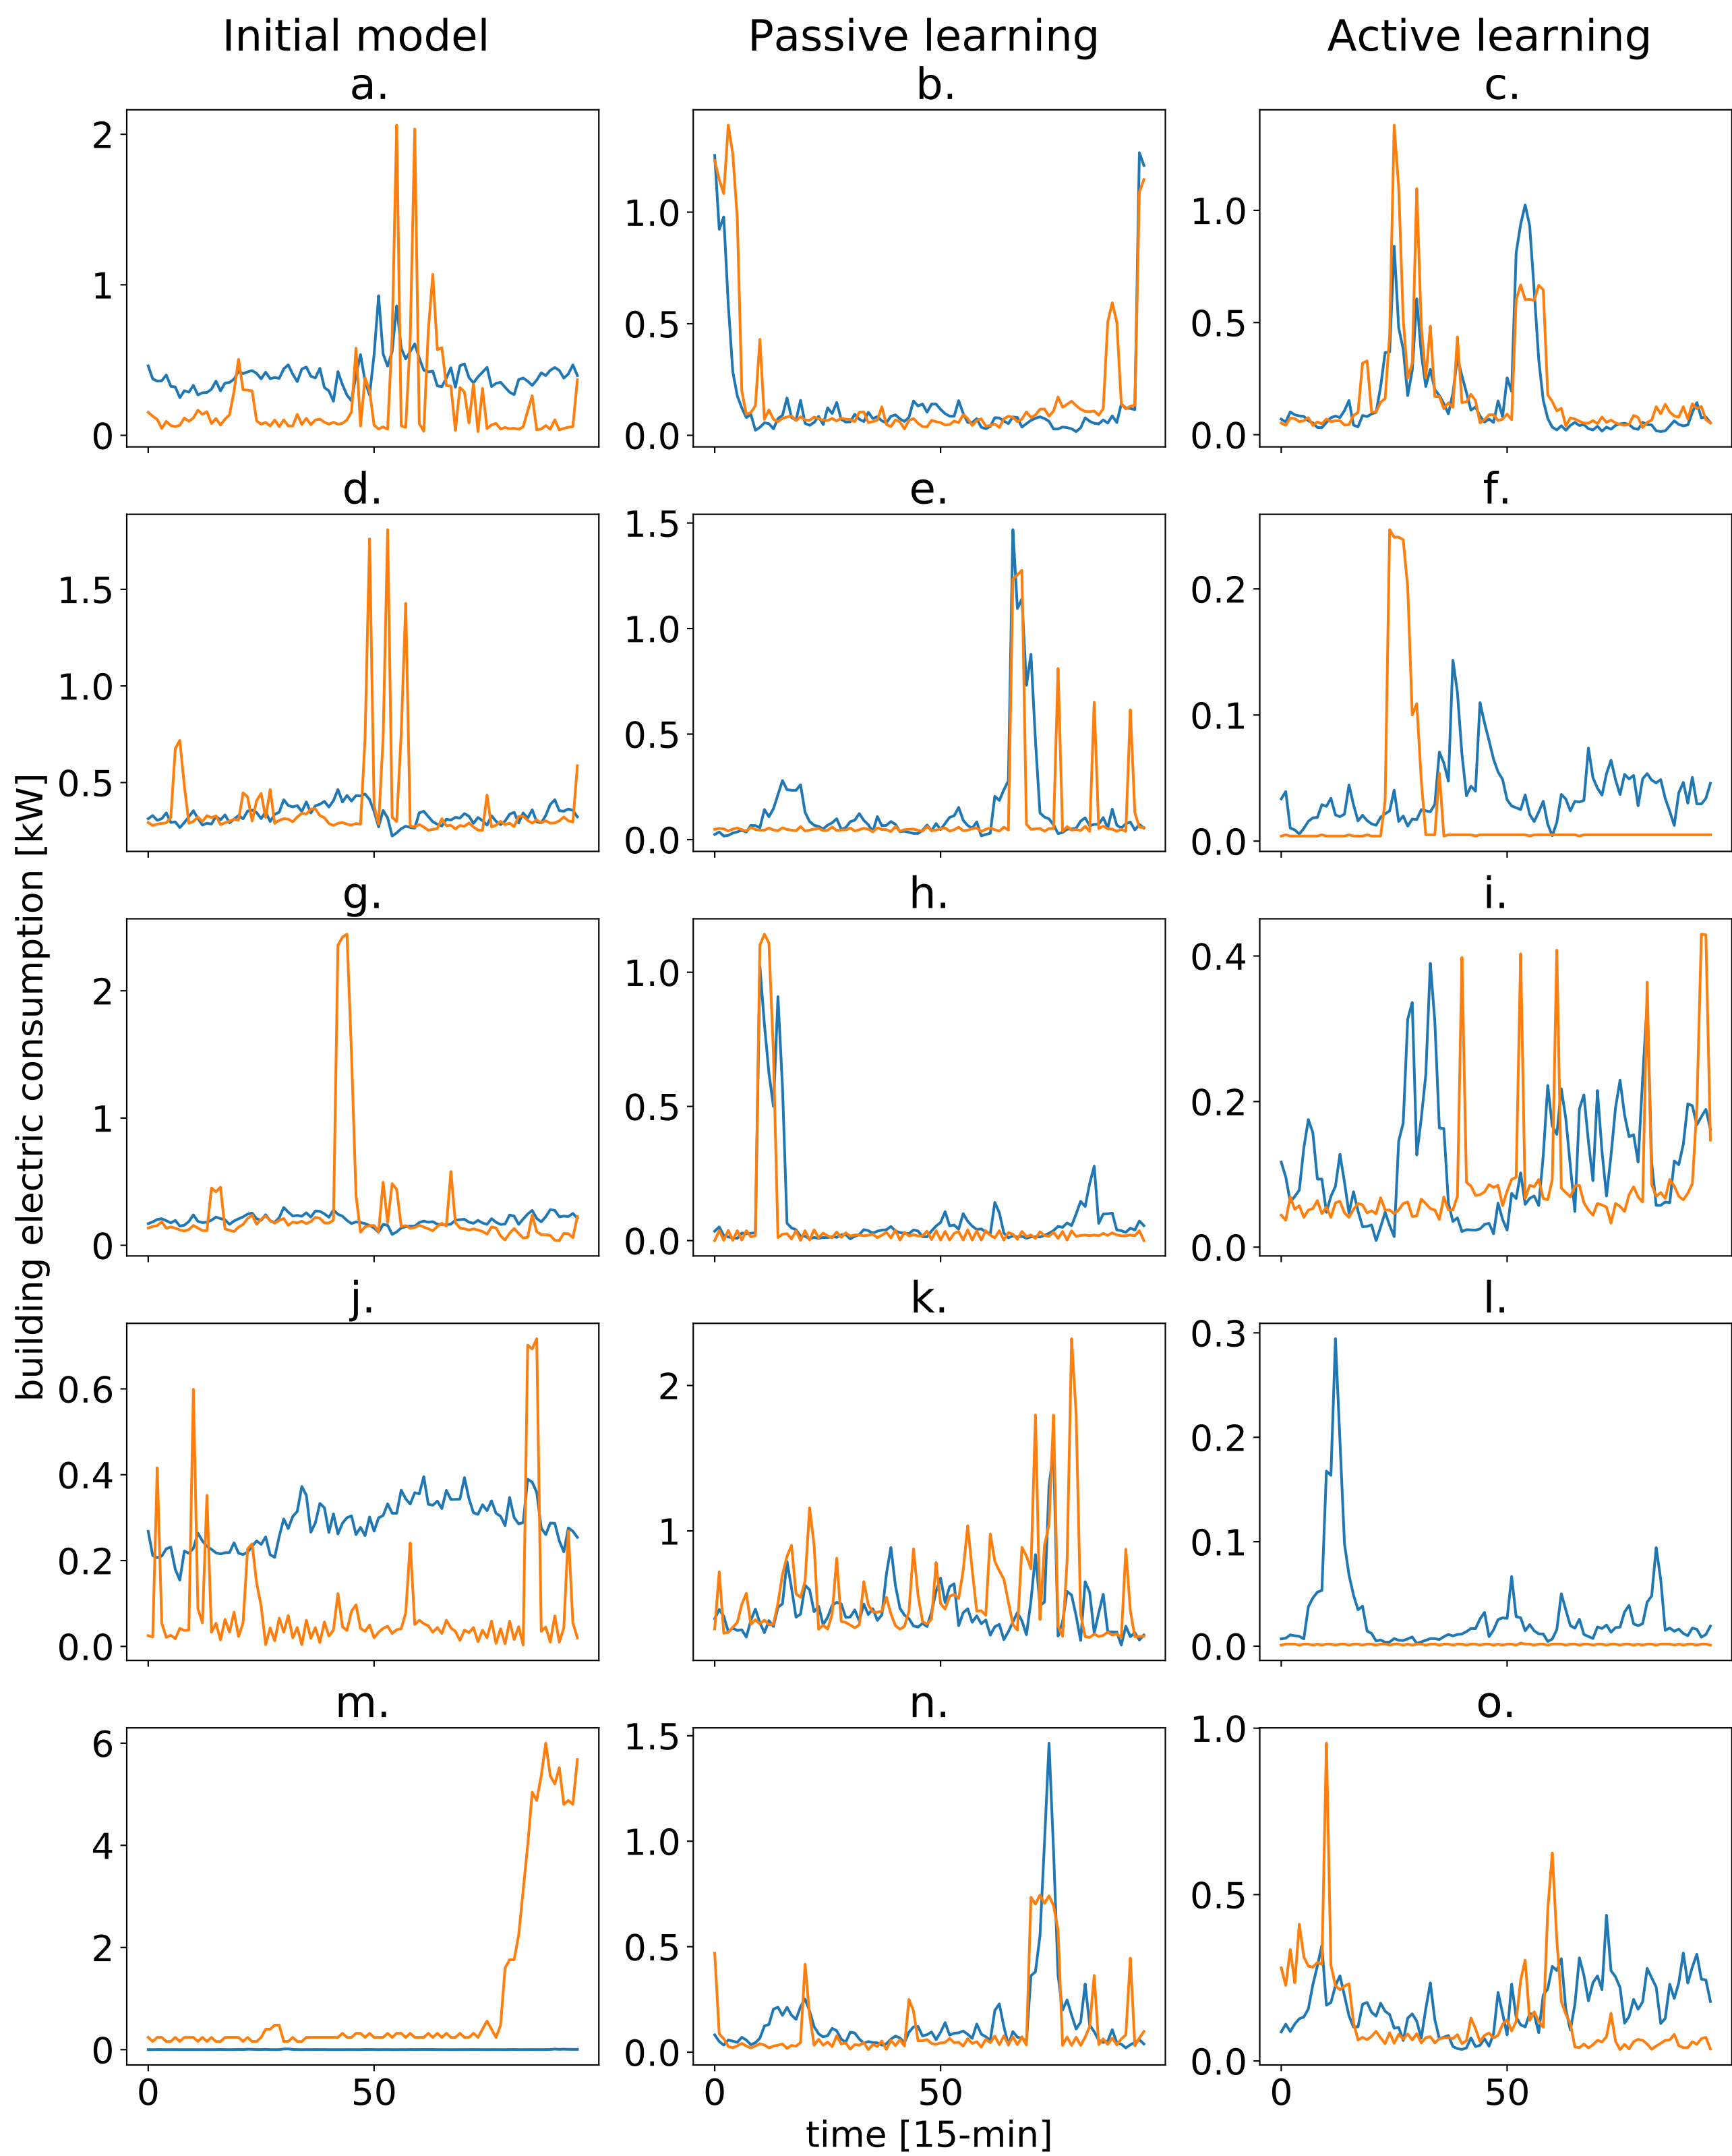 Initial model
Passive learning
Active learning
a.
b.
c.
2
1
0
1.0
0.5
0.0
1.0
0.5
0.0
d.
e.
f.
1.5
1.0
0.5
1.5
1.0
0.5
0.0
0.2
0.1
0.0
building electric consumption [kW]
g.
h.
i.
2
1
0
1.0
0.5
0.0
0.4
0.2
0.0
j.
k.
l.
0.6
0.4
0.2
0.0
2
1
0.3
0.2
0.1
0.0
m.
n.
o.
6
4
2
0
1.5
1.0
0.5
0.0
1.0
0.5
0.0
0 50
0 50
0 50
time [15-min]